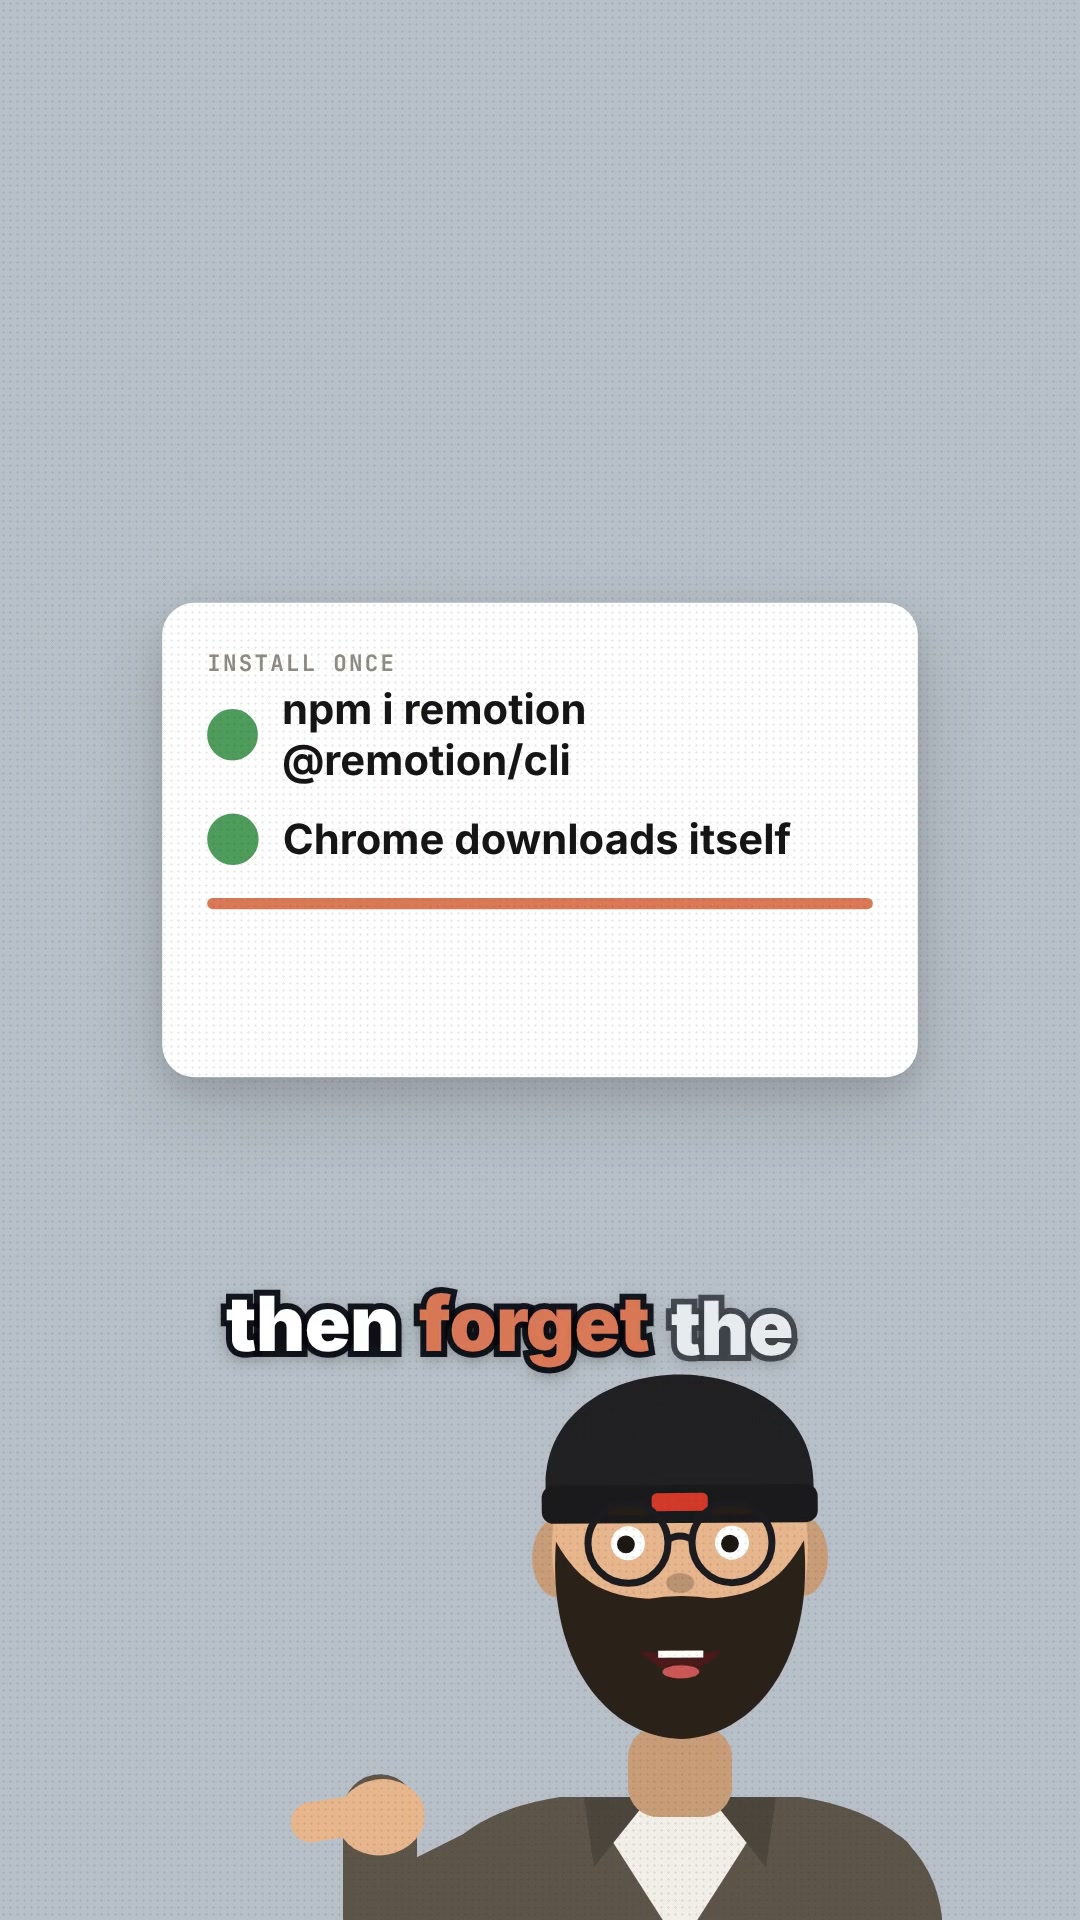 INSTALL ONCE
npm i remotion
@remotion/cli
Chrome downloads itself
then forget the